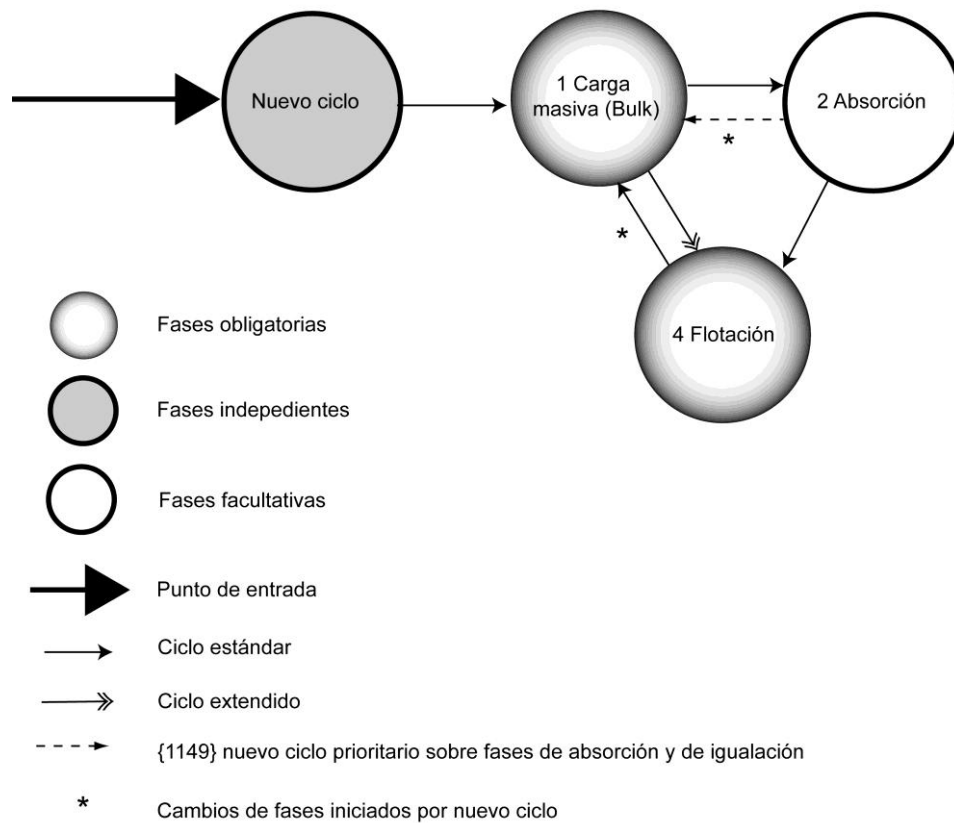 Nuevo ciclo
1 Carga
masiva (Bulk)
2 Absorción
*
*
4 Flotación
Fases obligatorias
Fases indepedientes
Fases facultativas
Punto de entrada
Ciclo estándar
Ciclo extendido
{1149} nuevo ciclo prioritario sobre fases de absorción y de igualación
* Cambios de fases iniciados por nuevo ciclo